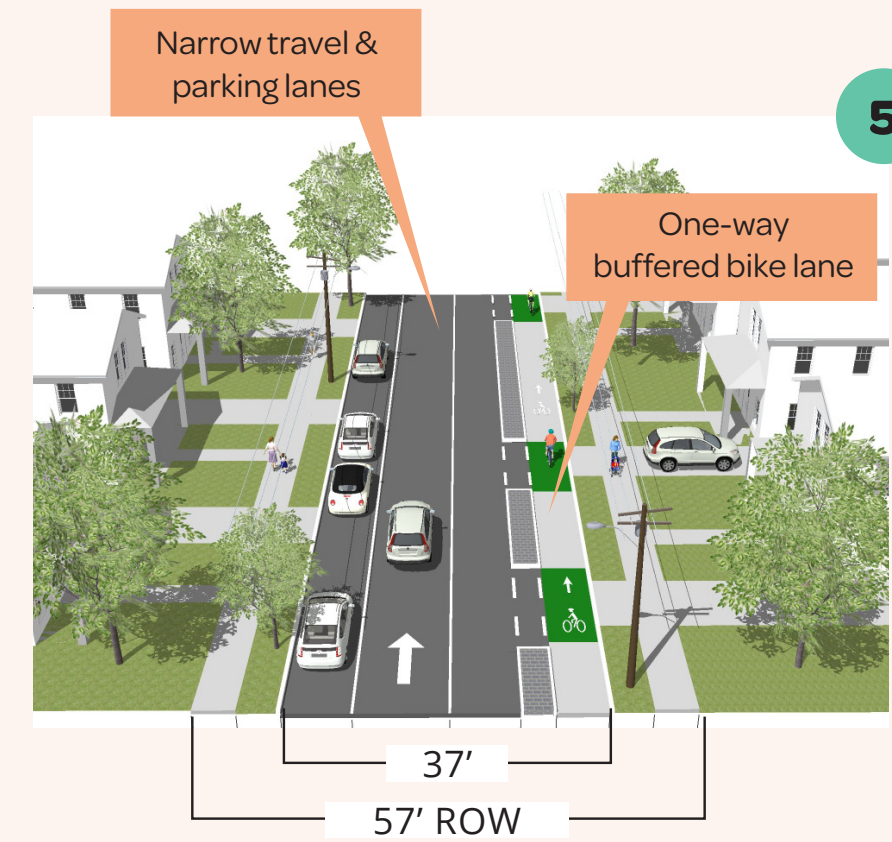 Narrow travel &
parking lanes
5
One-way
buffered bike lane
37’
57’ ROW